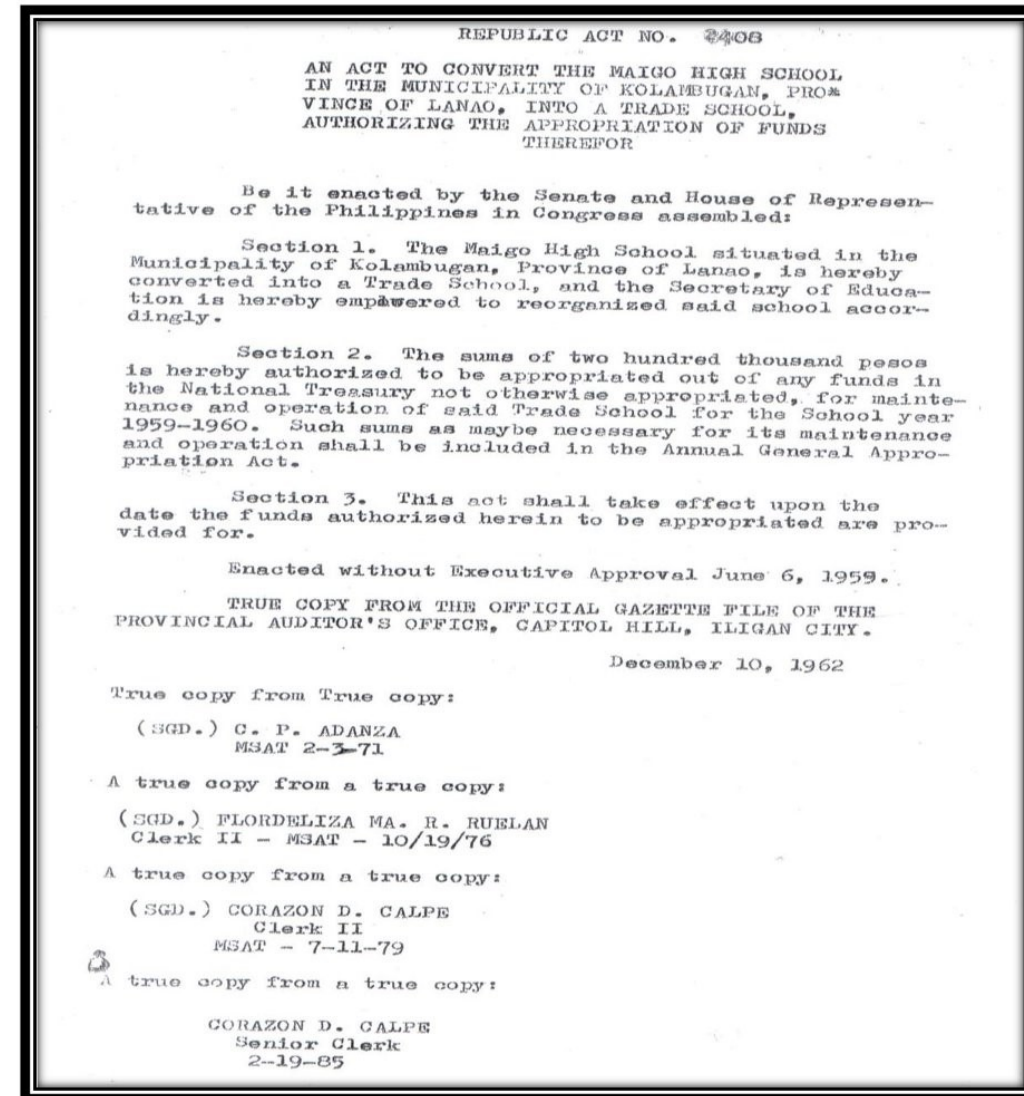 REPUBLIC ACT NO. 2408
AN ACT TO CONVERT THE MAIGO HIGH SCHOOL
IN THE MUNICIPALITY OF KOLAMBUGAN, PRO*
VINCE OF LANAO, INTO A TRADE SCHOOL,
AUTHORIZING THE APPROPRIATION OF FUNDS
THEREFOR
Be it enacted by the Senate and House of Represen-
tative of the Philippines in Congress assembled:
Section 1. The Maigo High School situated in the
Municipality of Kolambugan, Province of Lanao, is hereby
converted into a Trade School, and the Secretary of Educa-
tion is hereby empowered to reorganized said school accor-
dingly.
Section 2. The sums of two hundred thousand pesos
is hereby authorized to be appropriated out of any funds in
the National Treasury not otherwise appropriated, for mainte-
nance and operation of said Trade School for the School year
1959-1960. Such sums as maybe necessary for its maintenance
and operation shall be included in the Annual General Appro-
priation Act.
Section 3. This act shall take effect upon the
date the funds authorized herein to be appropriated are pro-
vided for.
Enacted without Executive Approval June 6, 1959.
TRUE COPY FROM THE OFFICIAL GAZETTE FILE OF THE
PROVINCIAL AUDITOR'S OFFICE, CAPITOL HILL, ILIGAN CITY.
December 10, 1962
True copy from True copy:
(SGD.) C. P. ADANZA
MSAT 2-3-71
A true copy from a true copy:
(SGD.) FLORDELIZA MA. R. RUELAN
Clerk II - MSAT - 10/19/76
A true copy from a true copy:
(SGD.) CORAZON D. CALPE
Clerk II
MSAT - 7-11-79
A true copy from a true copy:
CORAZON D. CALPE
Senior Clerk
2-19-85